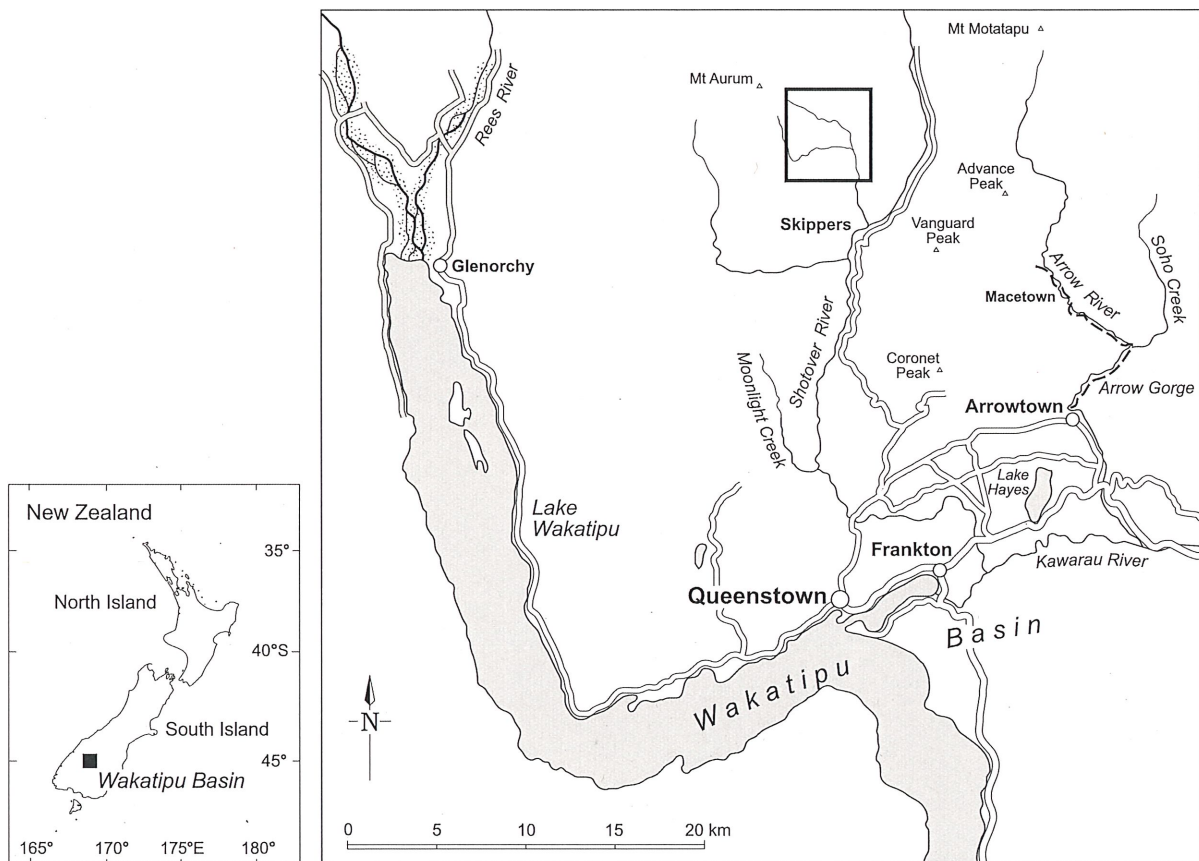 Mt Motatapu
Mt Aurum
Rees River
Advance
Peak
Skippers
Vanguard
Peak
Soho Creek
Glenorchy
Arrow River
Macetown
Shotover River
Moonlight Creek
Coronet
Peak
Arrow Gorge
Arrowtown
Lake
Hayes
Lake
Wakatipu
Frankton
Kawarau River
Queenstown
Wakatipu
Basin
N
0
5
10
20 km
New Zealand
35°
North Island
40°S
South Island
45°
Wakatipu Basin
165°
170°
175°E
180°